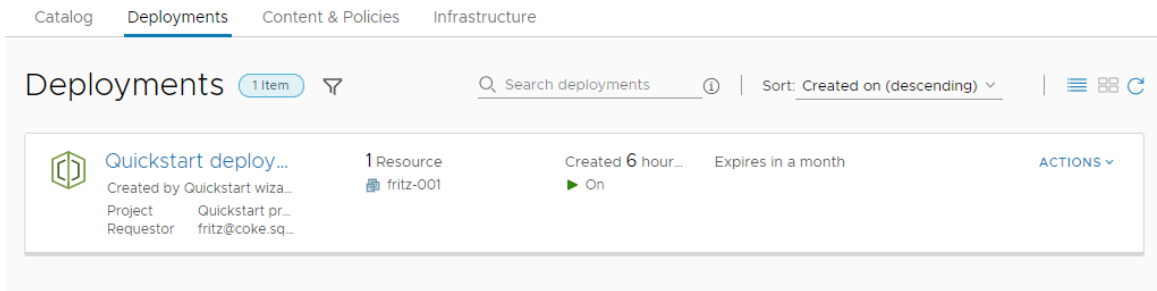 Catalog Deployments Content & Policies Infrastructure
Deployments 1 Item Search deployments Sort: Created on (descending)
Quickstart deploy... 1 Resource Created 6 hour... Expires in a month ACTIONS
Created by Quickstart wiza... fritz-001 On
Project Quickstart pr...
Requestor fritz@coke.sq...